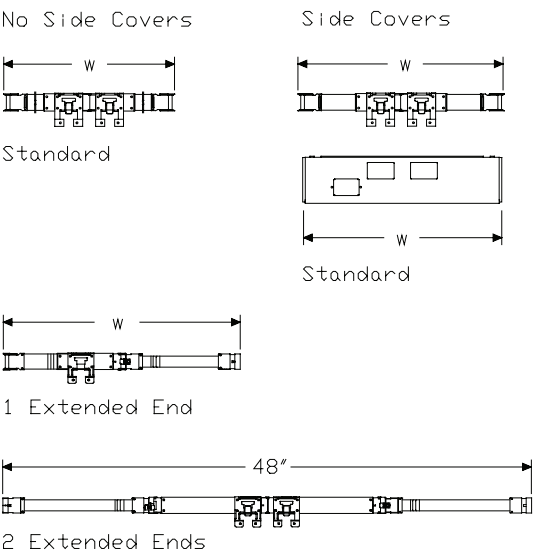 No Side Covers
Side Covers
W
W
Standard
W
Standard
W
1 Extended End
48"
2 Extended Ends